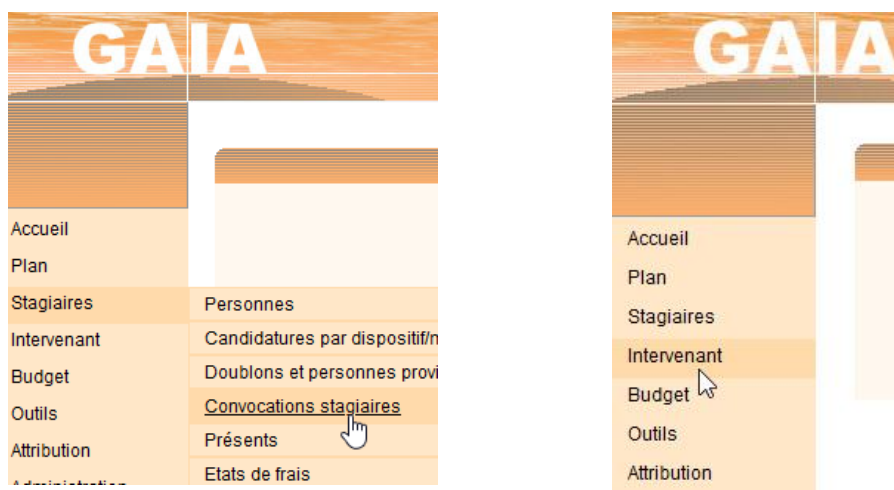 GAIA
Accueil
Plan
Stagiaires
Intervenant
Budget
Outils
Attribution
Administration
Personnes
Candidatures par dispositif/m
Doublons et personnes provi
Convocations stagiaires
Présents
Etats de frais
GAIA
Accueil
Plan
Stagiaires
Intervenant
Budget
Outils
Attribution